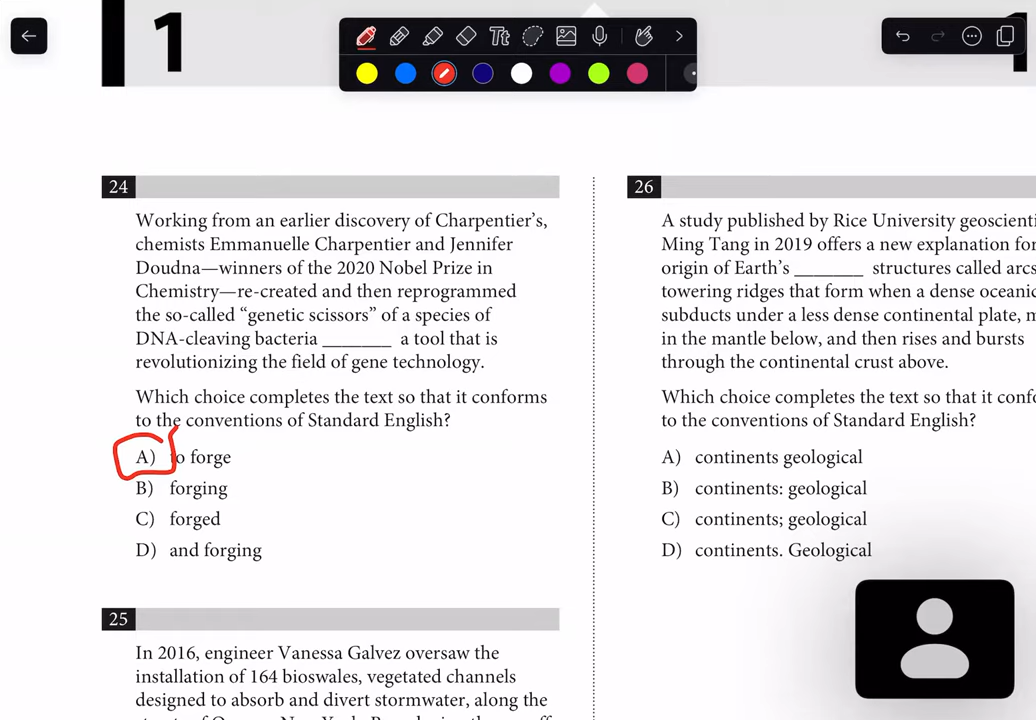 1
Tt
1
24
Working from an earlier discovery of Charpentier's,
chemists Emmanuelle Charpentier and Jennifer
Doudna—winners of the 2020 Nobel Prize in
Chemistry—re-created and then reprogrammed
the so-called “genetic scissors” of a species of
DNA-cleaving bacteria ______ a tool that is
revolutionizing the field of gene technology.
Which choice completes the text so that it conforms
to the conventions of Standard English?
A) to forge
B) forging
C) forged
D) and forging
25
In 2016, engineer Vanessa Galvez oversaw the
installation of 164 bioswales, vegetated channels
designed to absorb and divert stormwater, along the
26
A study published by Rice University
Ming Tang in 2019 offers a new explanation for
origin of Earth's ______ structures called arcs
towering ridges that form when a dense oceanic
subducts under a less dense continental plate,
in the mantle below, and then rises and bursts
through the continental crust above.
Which choice completes the text so that it
to the conventions of Standard English?
A) continents geological
B) continents: geological
C) continents; geological
D) continents. Geological